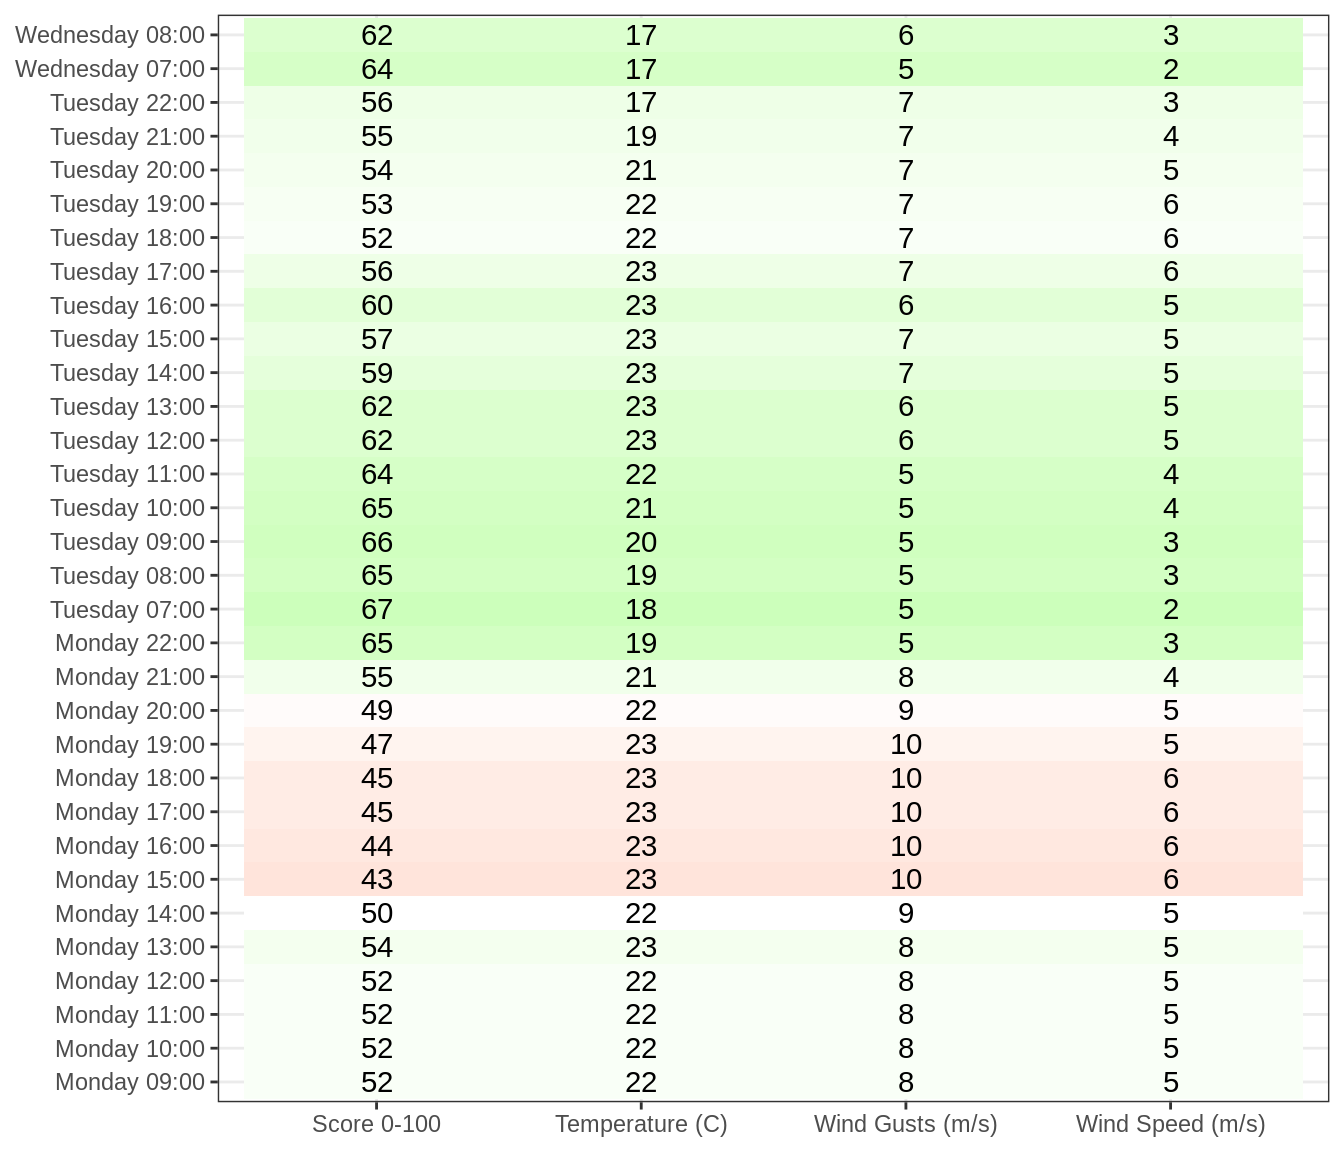 Wednesday 08:00 62 17 6 3
Wednesday 07:00 64 17 5 2
Tuesday 22:00 56 17 7 3
Tuesday 21:00 55 19 7 4
Tuesday 20:00 54 21 7 5
Tuesday 19:00 53 22 7 6
Tuesday 18:00 52 22 7 6
Tuesday 17:00 56 23 7 6
Tuesday 16:00 60 23 6 5
Tuesday 15:00 57 23 7 5
Tuesday 14:00 59 23 7 5
Tuesday 13:00 62 23 6 5
Tuesday 12:00 62 23 6 5
Tuesday 11:00 64 22 5 4
Tuesday 10:00 65 21 5 4
Tuesday 09:00 66 20 5 3
Tuesday 08:00 65 19 5 3
Tuesday 07:00 67 18 5 2
Monday 22:00 65 19 5 3
Monday 21:00 55 21 8 4
Monday 20:00 49 22 9 5
Monday 19:00 47 23 10 5
Monday 18:00 45 23 10 6
Monday 17:00 45 23 10 6
Monday 16:00 44 23 10 6
Monday 15:00 43 23 10 6
Monday 14:00 50 22 9 5
Monday 13:00 54 23 8 5
Monday 12:00 52 22 8 5
Monday 11:00 52 22 8 5
Monday 10:00 52 22 8 5
Monday 09:00 52 22 8 5
Score 0-100 Temperature (C) Wind Gusts (m/s) Wind Speed (m/s)